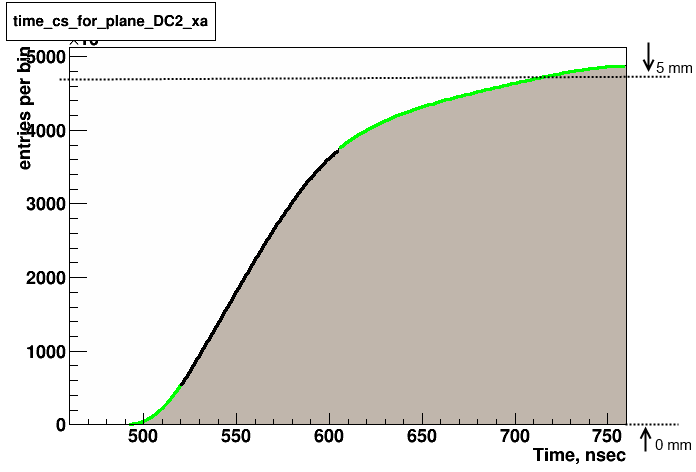 time_cs_for_plane_DC2_xa
entries per bin
5000
4000
3000
2000
1000
0
500 550 600 650 700 750
Time, nsec
5 mm
0 mm